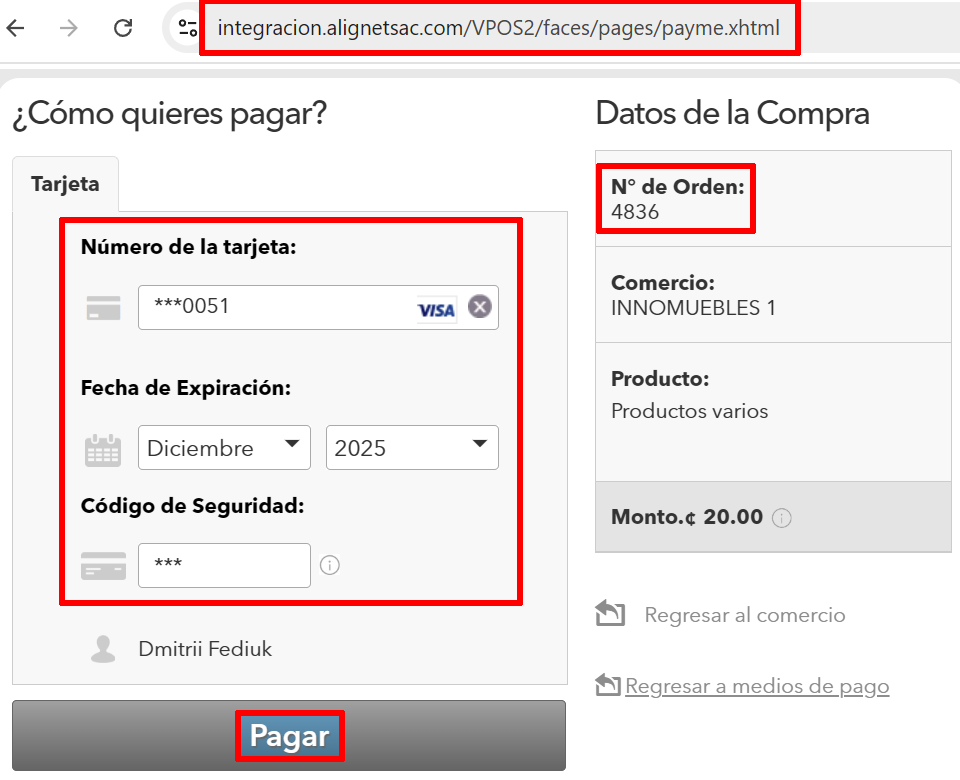 integracion.alignetsac.com/VPOS2/faces/pages/payme.xhtml
¿Cómo quieres pagar?
Tarjeta
Número de la tarjeta:
***0051
VISA
Fecha de Expiración:
Diciembre
2025
Código de Seguridad:
***
Dmitrii Fediuk
Pagar
Datos de la Compra
N° de Orden:
4836
Comercio:
INNOMUEBLES 1
Producto:
Productos varios
Monto.¢ 20.00
Regresar al comercio
Regresar a medios de pago